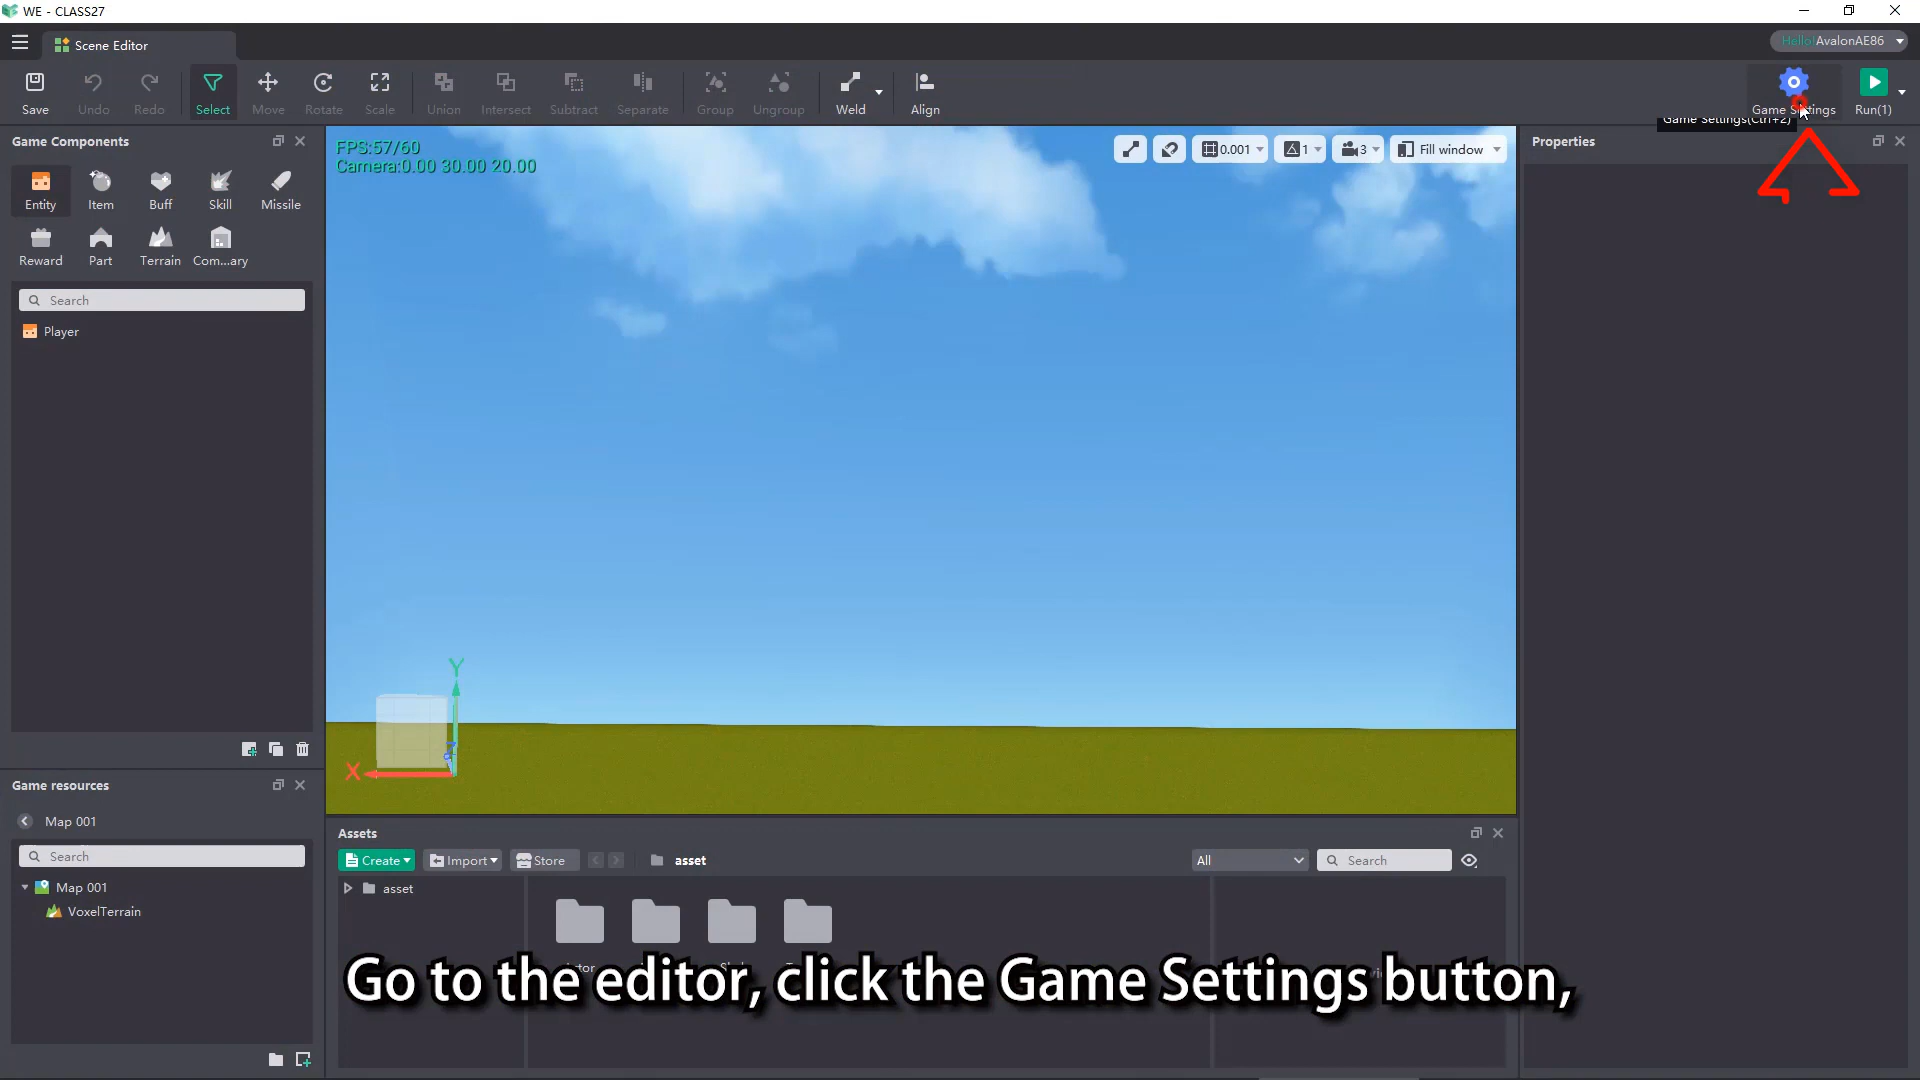 WE - CLASS27
Scene Editor
Hello! AvalonAE86
Save
Undo
Redo
Select
Move
Rotate
Scale
Union
Intersect
Subtract
Separate
Group
Ungroup
Weld
Align
Game Settings
Run(1)
Game Settings(Ctrl+2)
Game Components
FPS:57/60
Camera:0.00 30.00 20.00
0.001
1
3
Fill window
Properties
Entity
Item
Buff
Skill
Missile
Reward
Part
Terrain
Com...ary
Search
Player
Y
X
Game resources
Map 001
Search
Map 001
VoxelTerrain
Assets
Create
Import
Store
asset
All
Search
asset
Go to the editor, click the Game Settings button,